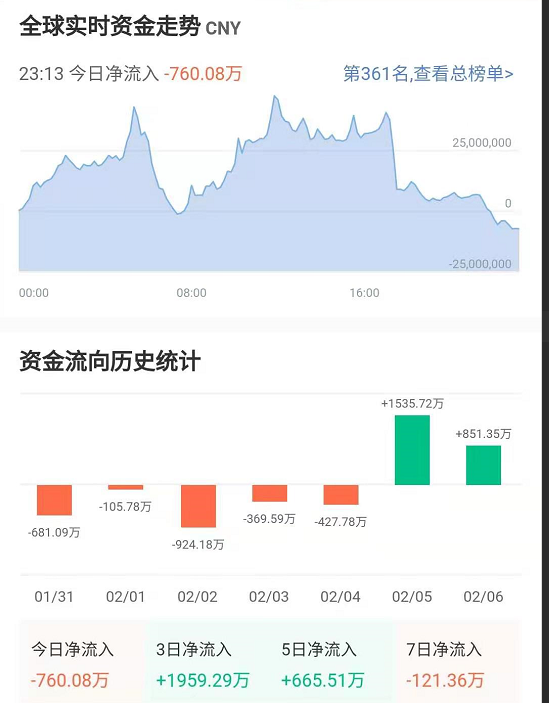 全球实时资金走势 CNY
23:13 今日净流入 -760.08万 第361名,查看总榜单>
25,000,000
0
-25,000,000
00:00 08:00 16:00
资金流向历史统计
+1535.72万
+851.35万
-105.78万
-369.59万
-427.78万
-681.09万
-924.18万
01/31 02/01 02/02 02/03 02/04 02/05 02/06
今日净流入 3日净流入 5日净流入 7日净流入
-760.08万 +1959.29万 +665.51万 -121.36万